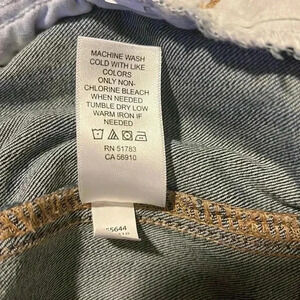 MACHINE WASH
COLD WITH LIKE
COLORS
ONLY NON-
CHLORINE BLEACH
WHEN NEEDED
TUMBLE DRY LOW
WARM IRON IF
NEEDED
RN 51783
CA 56910
55644